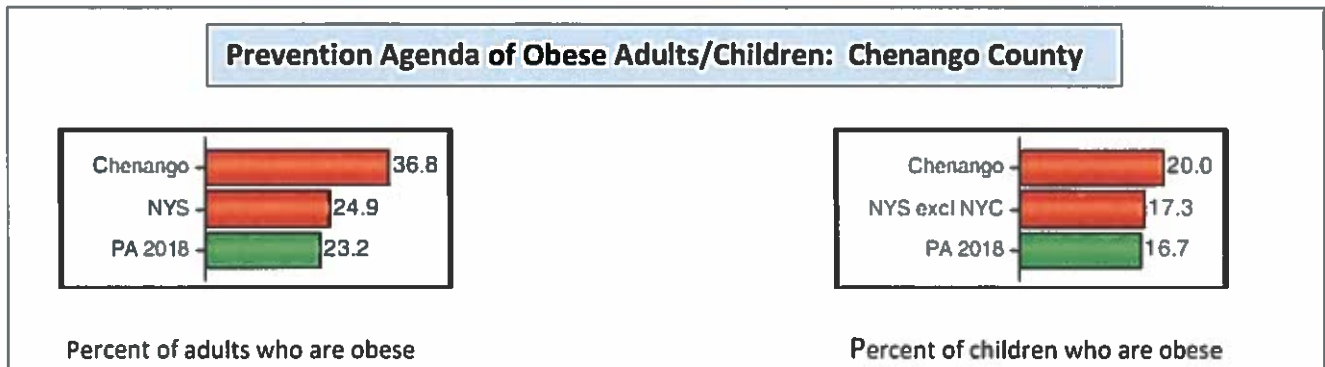 Prevention Agenda of Obese Adults/Children: Chenango County
Chenango 36.8
NYS 24.9
PA 2018 23.2
Percent of adults who are obese
Chenango 20.0
NYS excl NYC 17.3
PA 2018 16.7
Percent of children who are obese